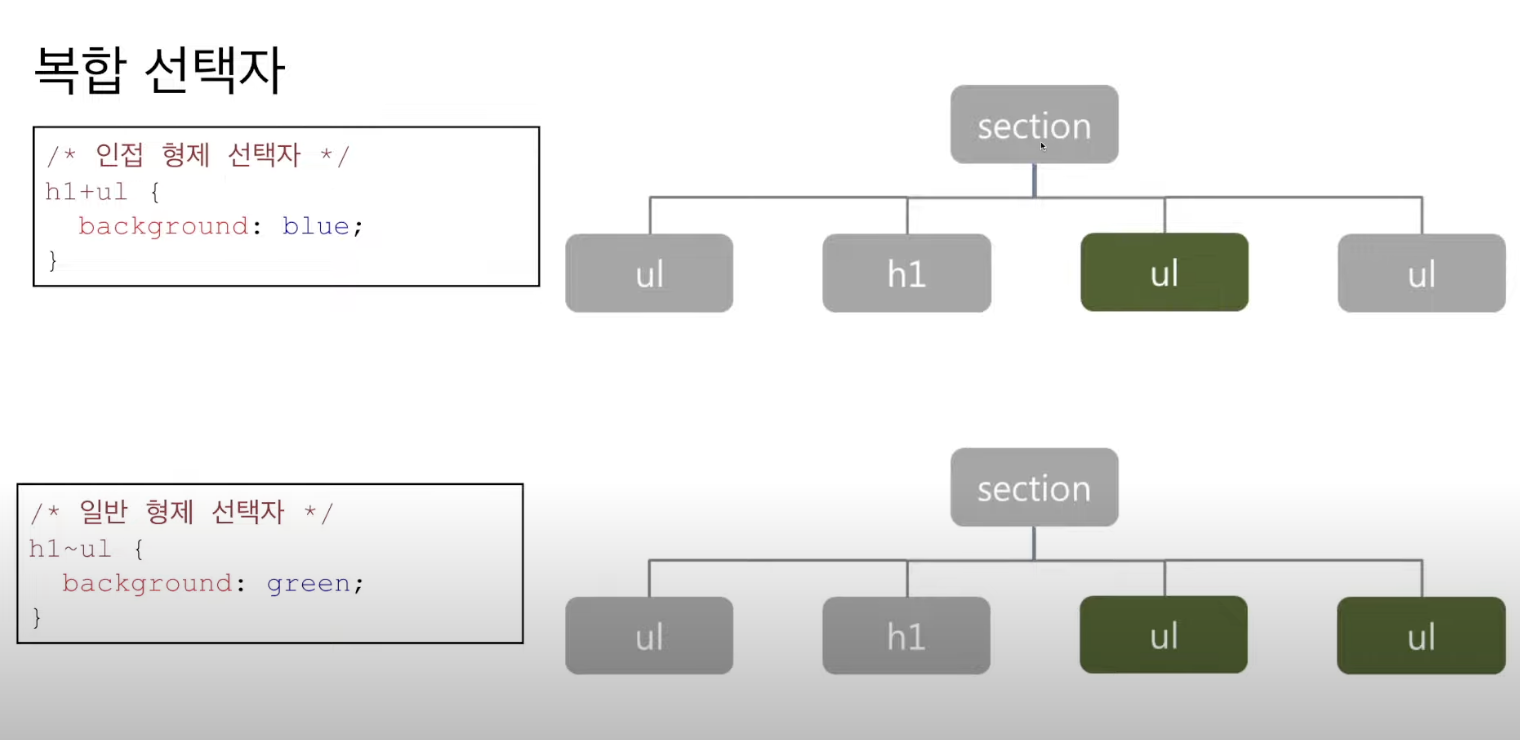 복합 선택자
/* 인접 형제 선택자 */
h1+ul {
  background: blue;
}
section
ul h1 ul ul
/* 일반 형제 선택자 */
h1~ul {
  background: green;
}
section
ul h1 ul ul